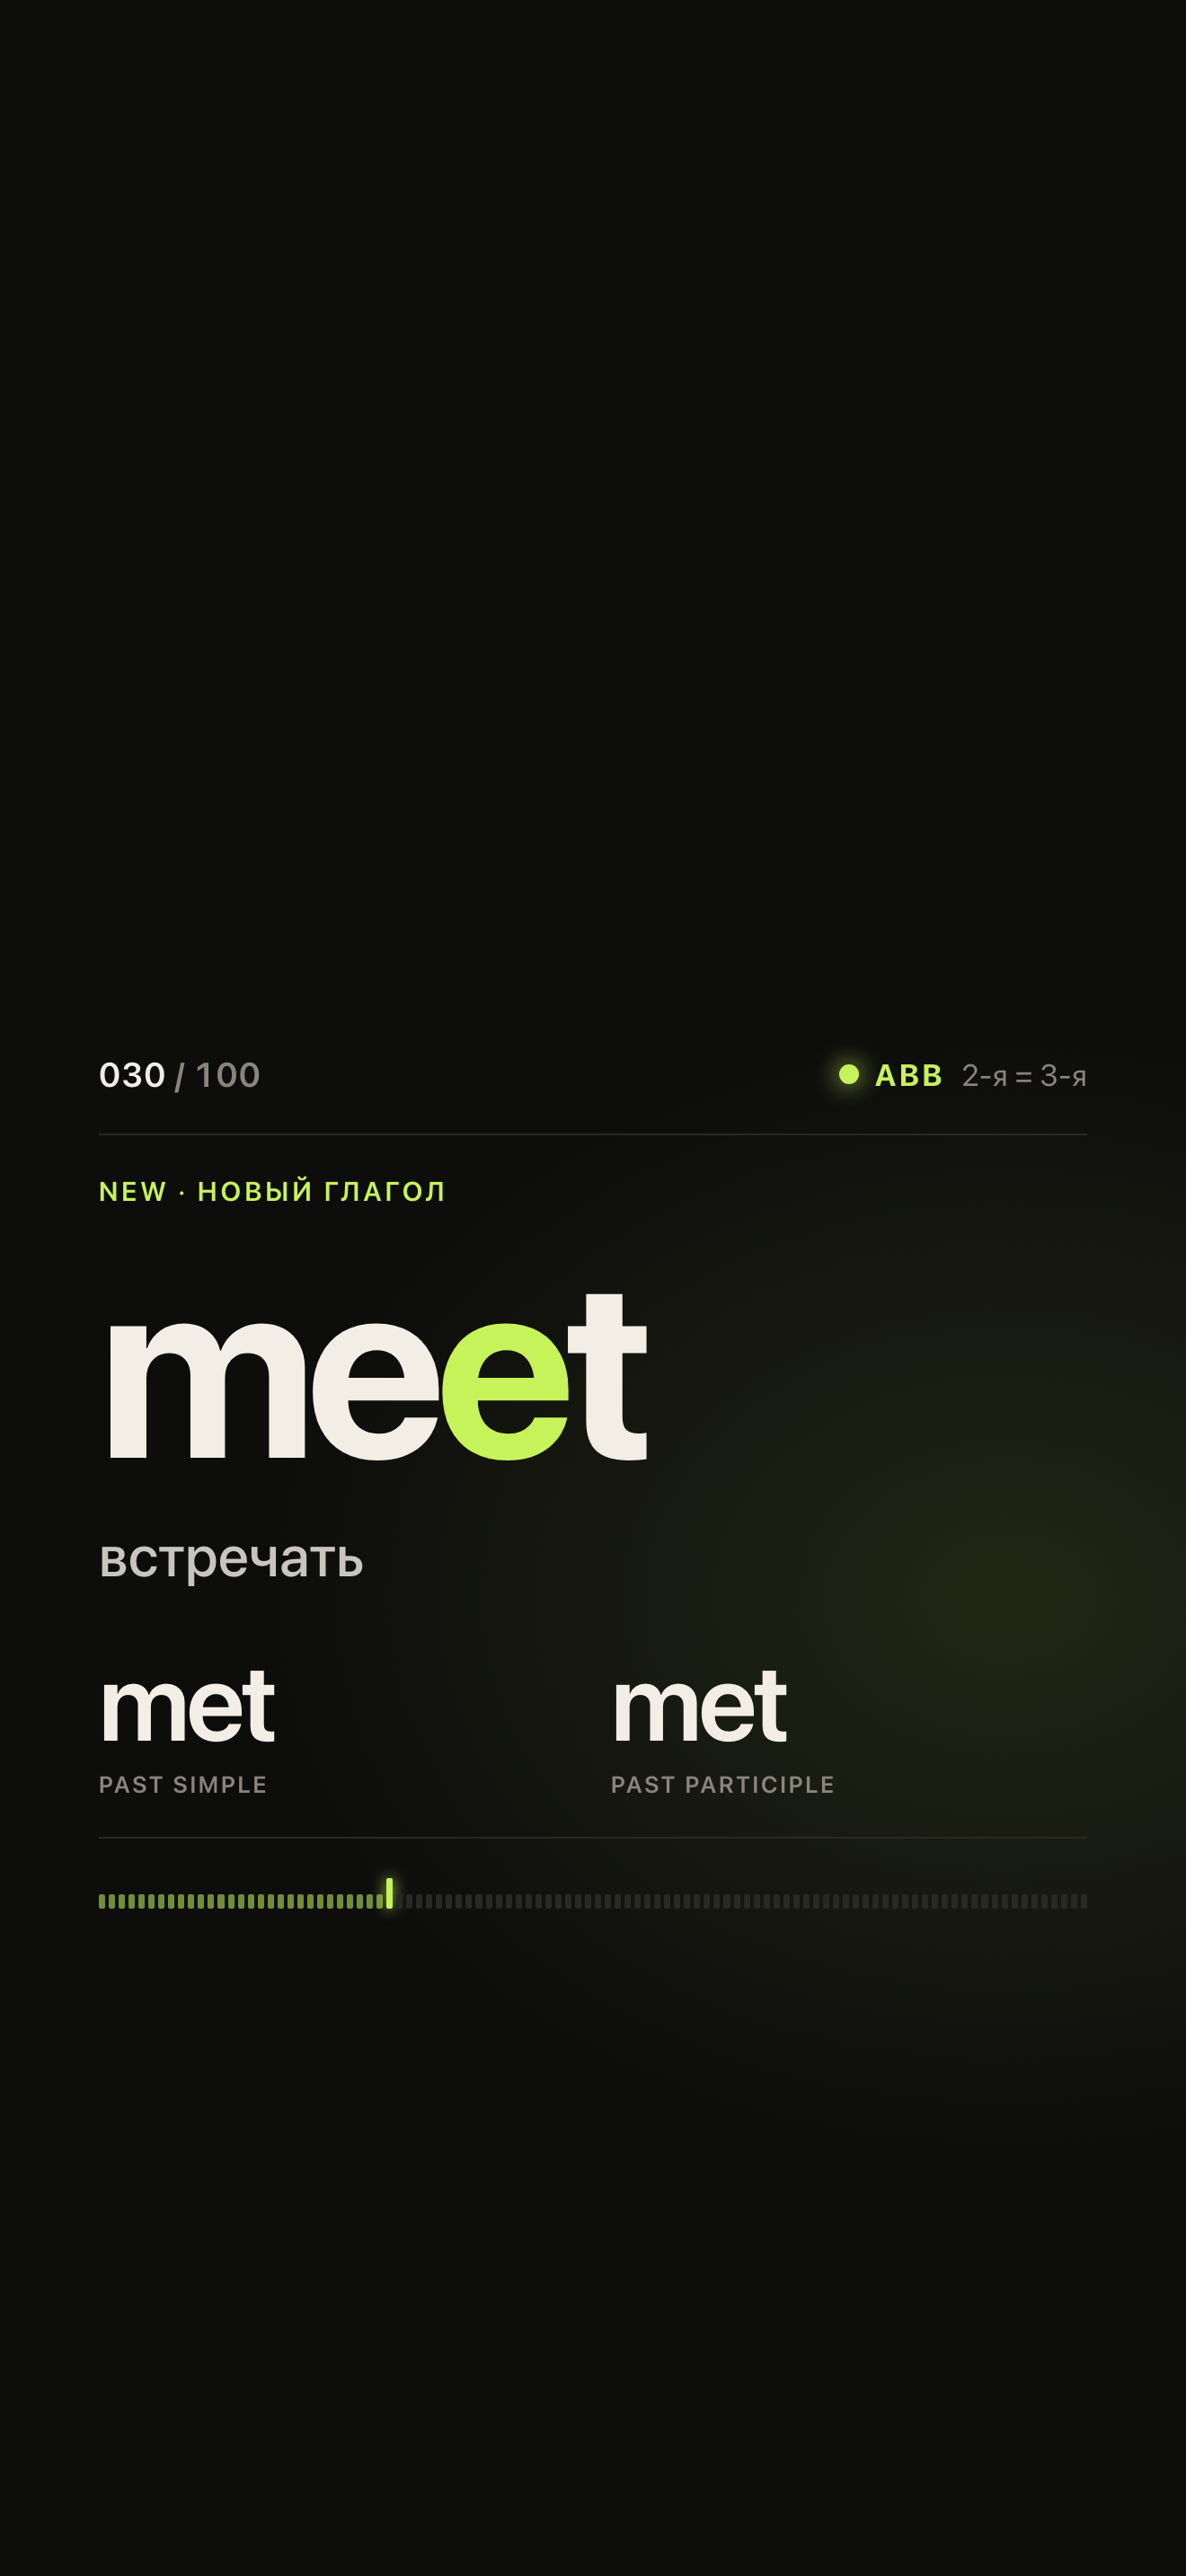 030 / 100
ABB 2-я = 3-я
NEW · НОВЫЙ ГЛАГОЛ
meet
встречать
met
met
PAST SIMPLE
PAST PARTICIPLE